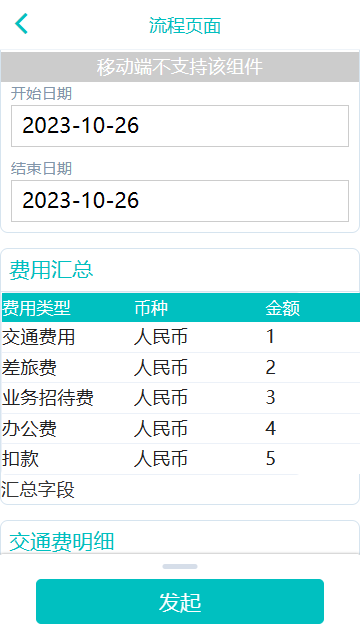 流程页面
移动端不支持该组件
开始日期
2023-10-26
结束日期
2023-10-26
费用汇总
费用类型 币种 金额
交通费用 人民币 1
差旅费 人民币 2
业务招待费 人民币 3
办公费 人民币 4
扣款 人民币 5
汇总字段
交通费明细
发起